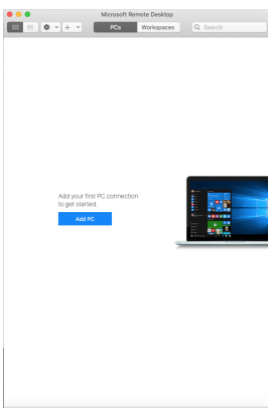 Microsoft Remote Desktop
PCs Workspaces Search
Add your first PC connection
to get started.
Add PC